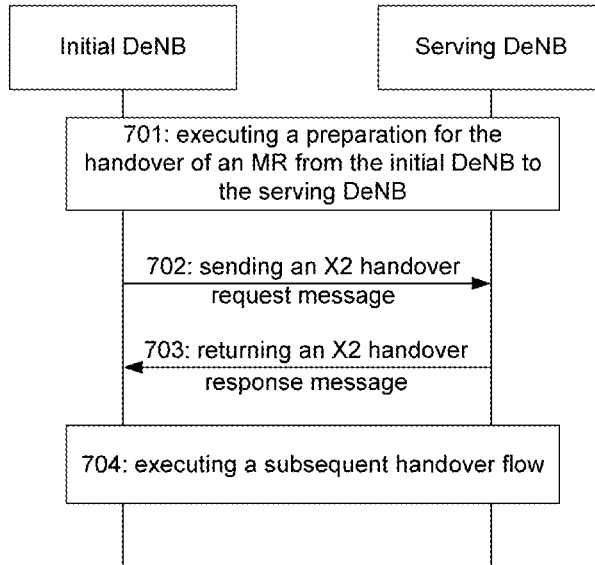 Initial DeNB
Serving DeNB
701: executing a preparation for the
handover of an MR from the initial DeNB to
the serving DeNB
702: sending an X2 handover
request message
703: returning an X2 handover
response message
704: executing a subsequent handover flow